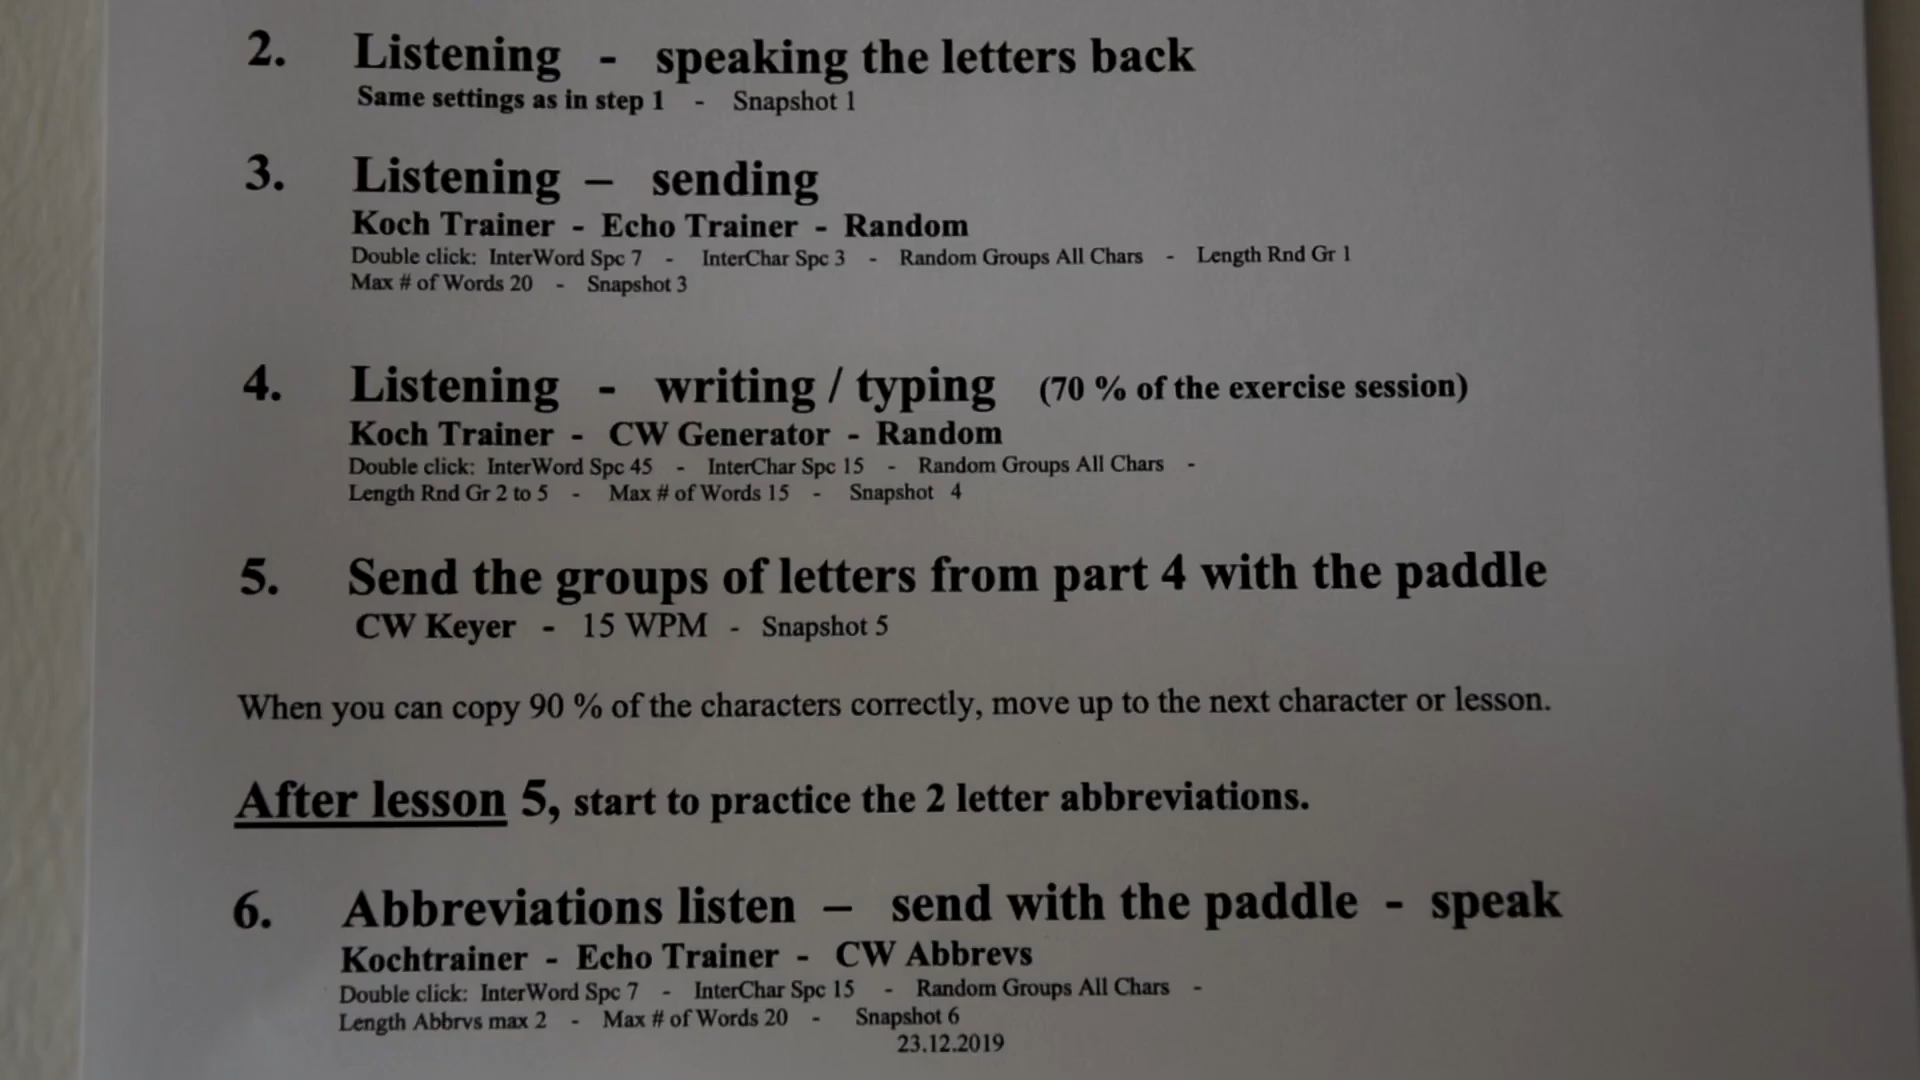 2. Listening - speaking the letters back
Same settings as in step 1 - Snapshot 1
3. Listening – sending
Koch Trainer - Echo Trainer - Random
Double click: InterWord Spc 7 - InterChar Spc 3 - Random Groups All Chars - Length Rnd Gr 1
Max # of Words 20 - Snapshot 3
4. Listening - writing / typing (70 % of the exercise session)
Koch Trainer - CW Generator - Random
Double click: InterWord Spc 45 - InterChar Spc 15 - Random Groups All Chars -
Length Rnd Gr 2 to 5 - Max # of Words 15 - Snapshot 4
5. Send the groups of letters from part 4 with the paddle
CW Keyer - 15 WPM - Snapshot 5
When you can copy 90 % of the characters correctly, move up to the next character or lesson.
After lesson 5, start to practice the 2 letter abbreviations.
6. Abbreviations listen – send with the paddle - speak
Kochtrainer - Echo Trainer - CW Abbrevs
Double click: InterWord Spc 7 - InterChar Spc 15 - Random Groups All Chars -
Length Abbrvs max 2 - Max # of Words 20 - Snapshot 6
23.12.2019